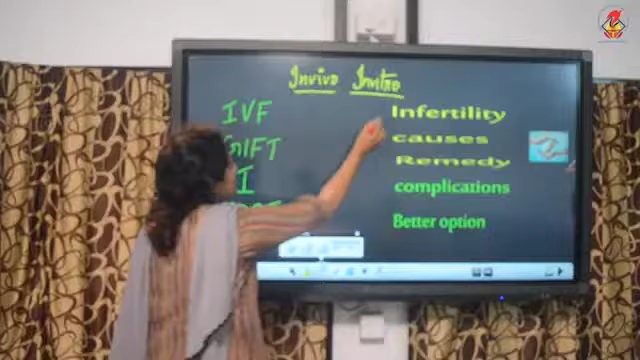 Invivo Invitro
IVF
GIFT
I
Infertility
causes
Remedy
complications
Better option